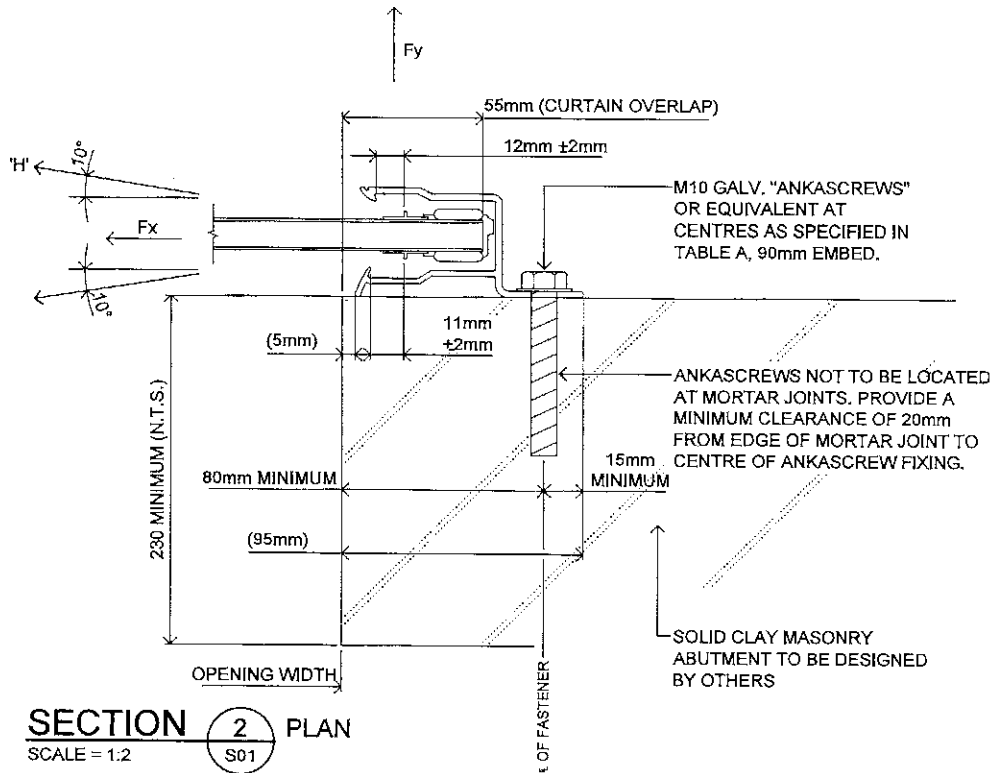 Fy
55mm (CURTAIN OVERLAP)
12mm ±2mm
'H'
10°
Fx
10°
M10 GALV. "ANKASCREWS"
OR EQUIVALENT AT
CENTRES AS SPECIFIED IN
TABLE A, 90mm EMBED.
(5mm)
11mm
±2mm
ANKASCREWS NOT TO BE LOCATED
AT MORTAR JOINTS. PROVIDE A
MINIMUM CLEARANCE OF 20mm
FROM EDGE OF MORTAR JOINT TO
CENTRE OF ANKASCREW FIXING.
80mm MINIMUM
15mm
MINIMUM
230 MINIMUM (N.T.S.)
(95mm)
SOLID CLAY MASONRY
ABUTMENT TO BE DESIGNED
BY OTHERS
OPENING WIDTH
OF FASTENER
SECTION 2 PLAN
SCALE = 1:2 S01